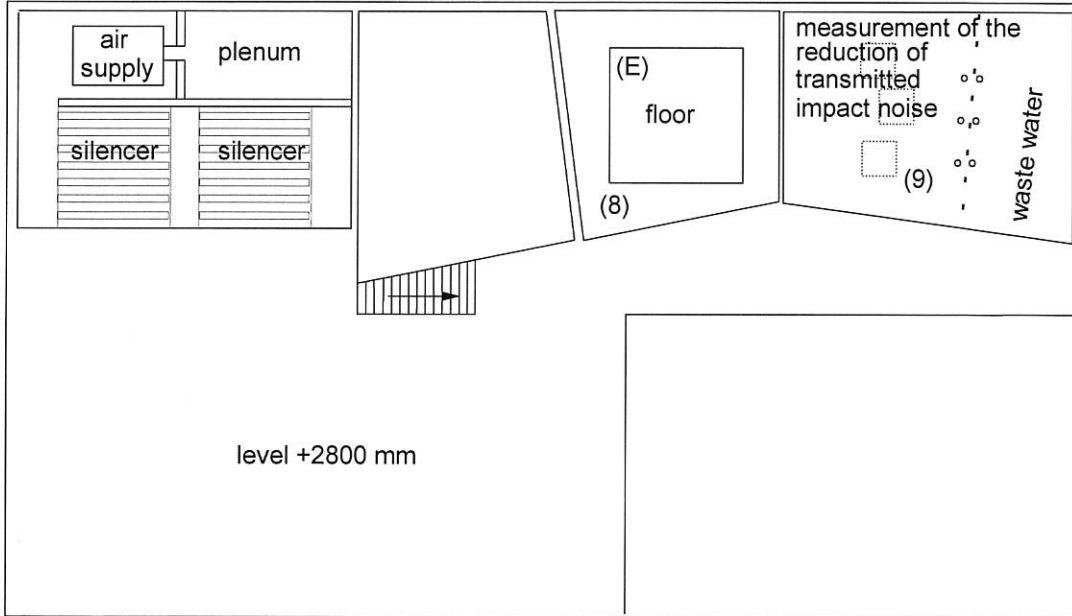 air
supply
plenum
silencer
silencer
(E)
floor
(8)
measurement of the
reduction of
transmitted
impact noise
(9)
waste water
level +2800 mm